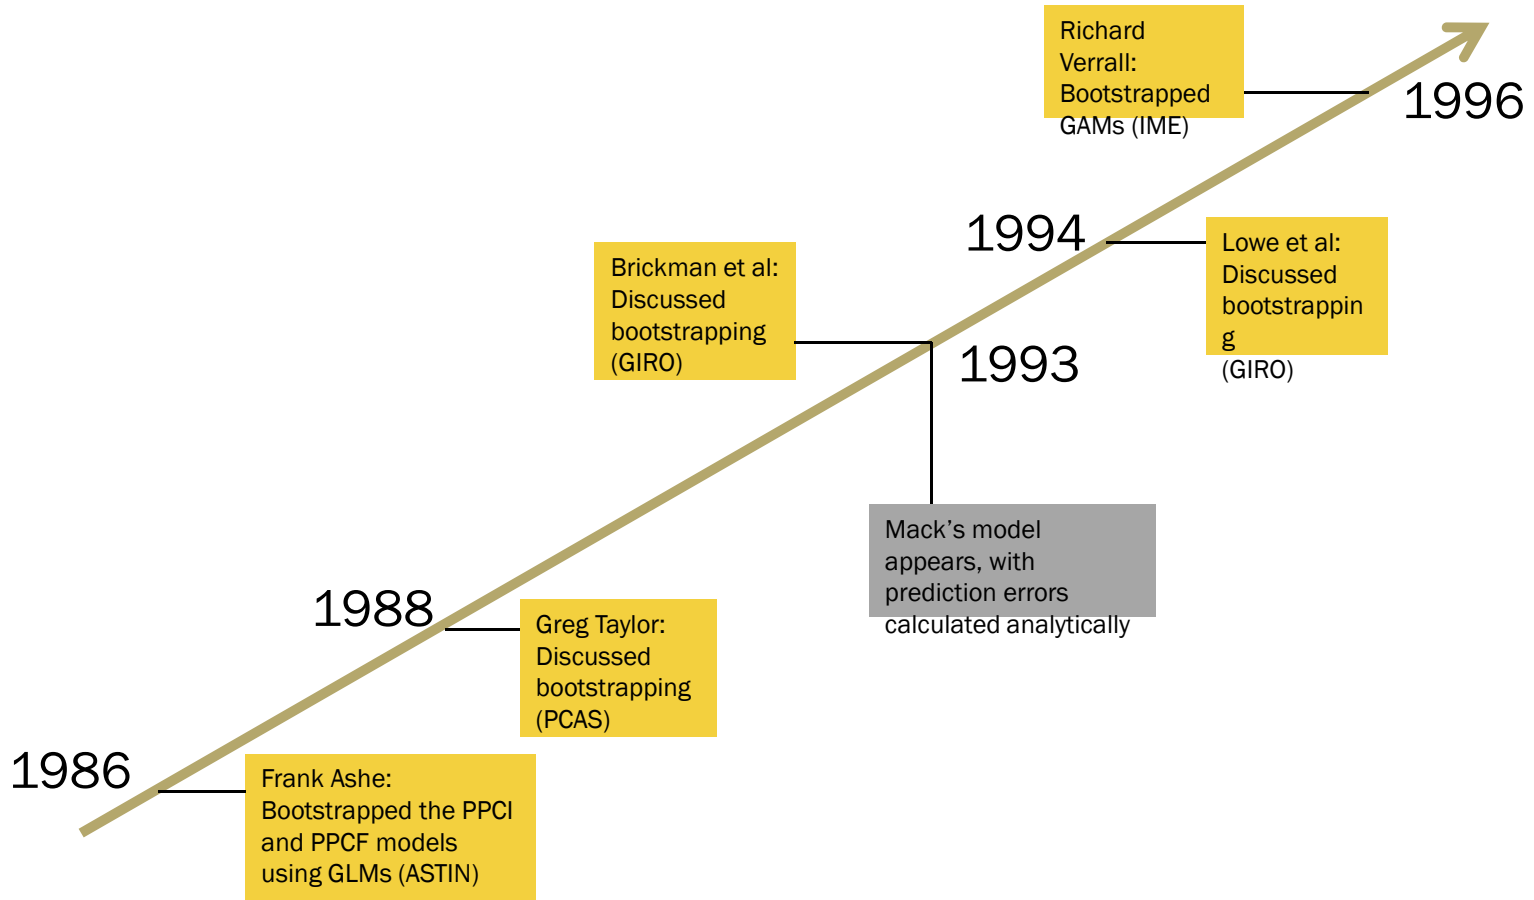 Richard
Verrall:
Bootstrapped
GAMs (IME)
1996
1994
Lowe et al:
Discussed
bootstrappin
g
(GIRO)
Brickman et al:
Discussed
bootstrapping
(GIRO)
1993
Mack’s model
appears, with
prediction errors
calculated analytically
1988
Greg Taylor:
Discussed
bootstrapping
(PCAS)
1986
Frank Ashe:
Bootstrapped the PPCI
and PPCF models
using GLMs (ASTIN)